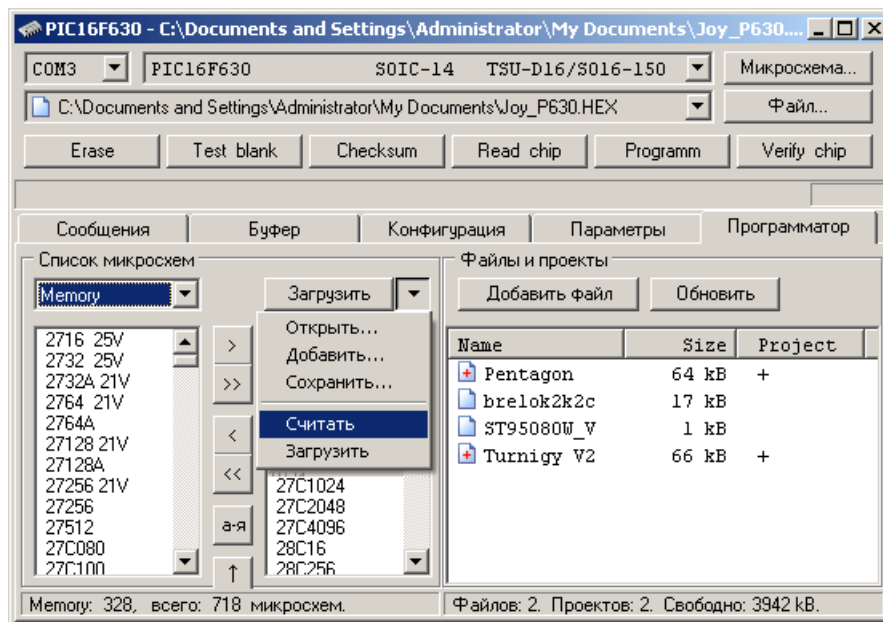 PIC16F630 - C:\Documents and Settings\Administrator\My Documents\Joy_P630....
COM3 PIC16F630 SOIC-14 TSU-D16/SO16-150 Микросхема...
C:\Documents and Settings\Administrator\My Documents\Joy_P630.HEX Файл...
Erase Test blank Checksum Read chip Programm Verify chip
Сообщения Буфер Конфигурация Параметры Программатор
Список микросхем
Memory Загрузить
2716 25V
2732 25V
2732A 21V
2764 21V
2764A
27128 21V
27128A
27256 21V
27256
27512
27C080
27C100
>
>>
<
<<
а-я
↑
Открыть...
Добавить...
Сохранить...
Считать
Загрузить
27C1024
27C2048
27C4096
28C16
28C256
Файлы и проекты
Добавить файл Обновить
Name Size Project
Pentagon 64 kB +
brelok2k2c 17 kB
ST95080W_V 1 kB
Turnigy V2 66 kB +
Memory: 328, всего: 718 микросхем.
Файлов: 2. Проектов: 2. Свободно: 3942 kB.